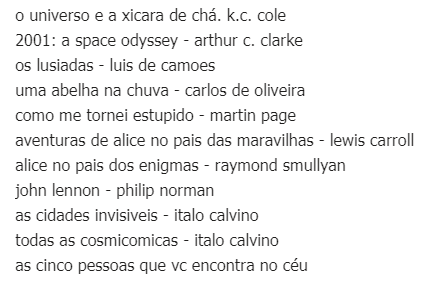 o universo e a xicara de chá. k.c. cole
2001: a space odyssey - arthur c. clarke
os lusiadas - luis de camoes
uma abelha na chuva - carlos de oliveira
como me tornei estupido - martin page
aventuras de alice no pais das maravilhas - lewis carroll
alice no pais dos enigmas - raymond smullyan
john lennon - philip norman
as cidades invisiveis - italo calvino
todas as cosmicomicas - italo calvino
as cinco pessoas que vc encontra no céu